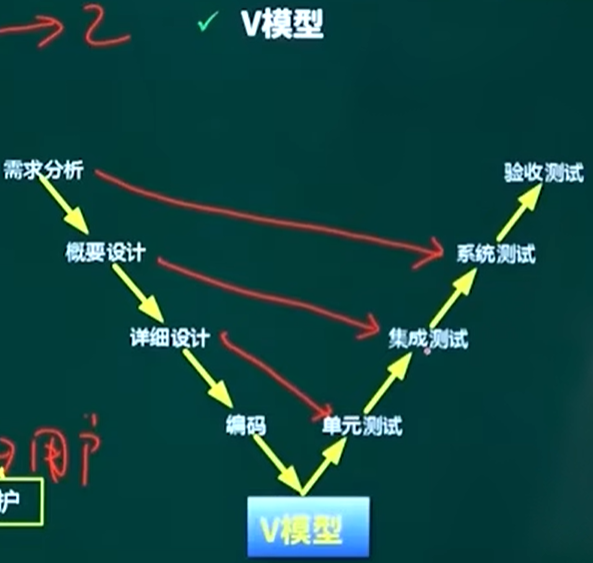 →2 ✓ V模型
需求分析 验收测试
概要设计 系统测试
详细设计 集成测试
编码 单元测试
用户
护
V模型